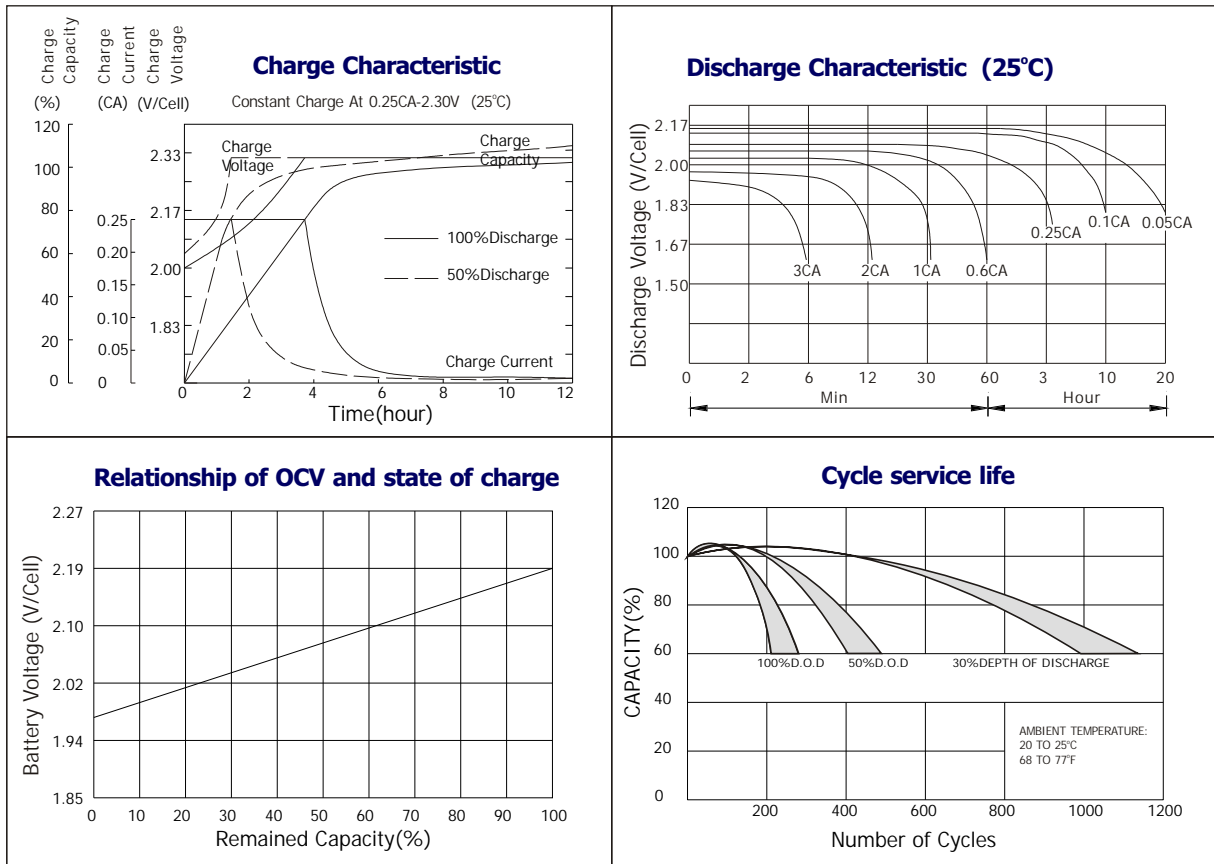 Charge Capacity
Charge Current
Charge Voltage
Charge Characteristic
(%) (CA) (V/Cell) Constant Charge At 0.25CA-2.30V (25°C)
120
100
80
60
40
20
0
0.25
0.20
0.15
0.10
0.05
0
2.33
2.17
2.00
1.83
Charge Voltage
Charge Capacity
100%Discharge
50%Discharge
Charge Current
0 2 4 6 8 10 12
Time(hour)
Discharge Characteristic (25°C)
Discharge Voltage (V/Cell)
2.17
2.00
1.83
1.67
1.50
3CA 2CA 1CA 0.6CA 0.25CA 0.1CA 0.05CA
0 2 6 12 30 60 3 10 20
Min Hour
Relationship of OCV and state of charge
Battery Voltage (V/Cell)
2.27
2.19
2.10
2.02
1.94
1.85
0 10 20 30 40 50 60 70 80 90 100
Remained Capacity(%)
Cycle service life
CAPACITY(%)
120
100
80
60
40
20
0
100%D.O.D 50%D.O.D 30%DEPTH OF DISCHARGE
AMBIENT TEMPERATURE:
20 TO 25°C
68 TO 77°F
200 400 600 800 1000 1200
Number of Cycles